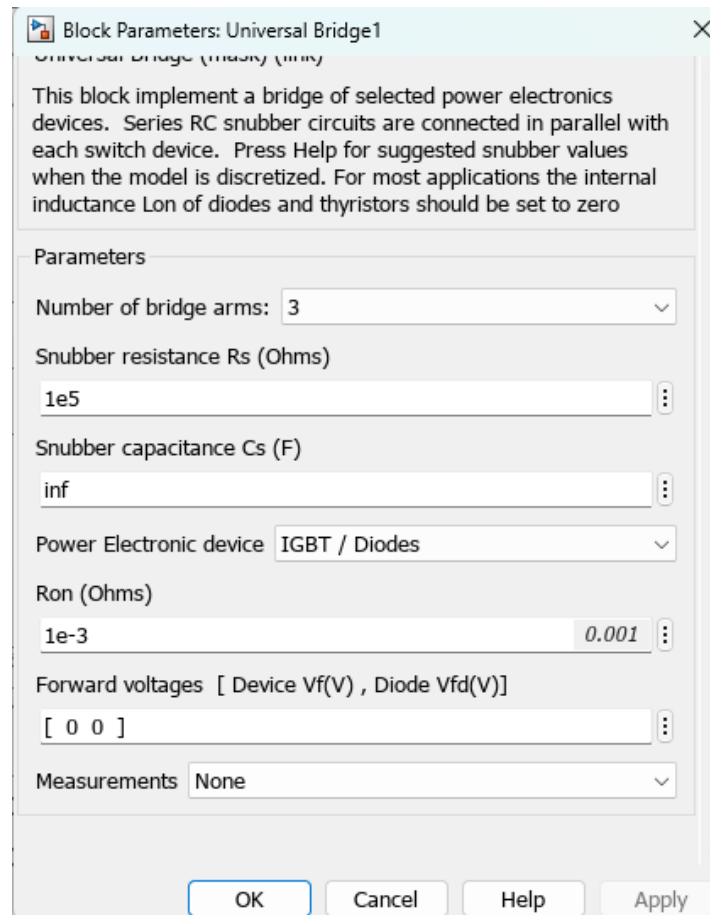 Block Parameters: Universal Bridge1
Universal Bridge (mask) (link)
This block implement a bridge of selected power electronics
devices. Series RC snubber circuits are connected in parallel with
each switch device. Press Help for suggested snubber values
when the model is discretized. For most applications the internal
inductance Lon of diodes and thyristors should be set to zero
Parameters
Number of bridge arms: 3
Snubber resistance Rs (Ohms)
1e5
Snubber capacitance Cs (F)
inf
Power Electronic device IGBT / Diodes
Ron (Ohms)
1e-3 0.001
Forward voltages [ Device Vf(V) , Diode Vfd(V)]
[ 0 0 ]
Measurements None
OK Cancel Help Apply